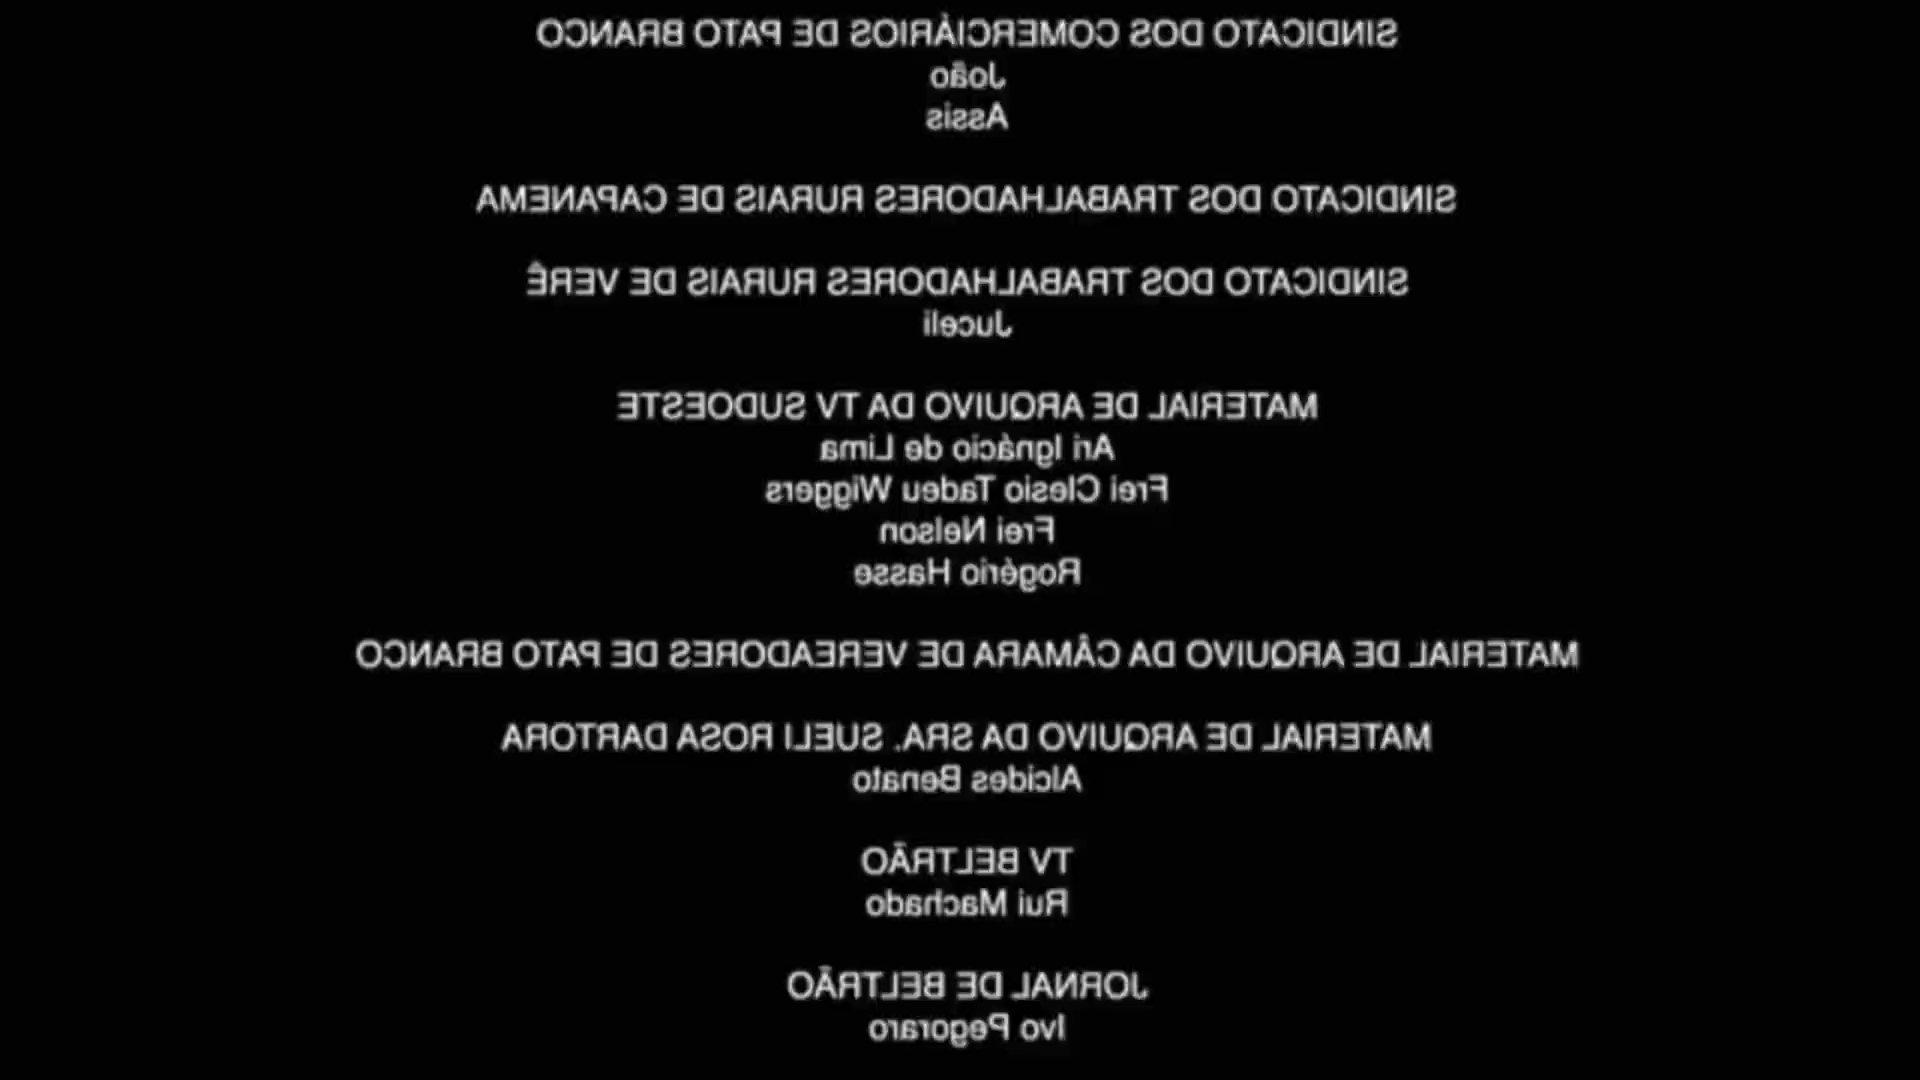 SINDICATO DOS COMERCIÁRIOS DE PATO BRANCO
João
Assis
SINDICATO DOS TRABALHADORES RURAIS DE CAPANEMA
SINDICATO DOS TRABALHADORES RURAIS DE VERÊ
Juceli
MATERIAL DE ARQUIVO DA TV SUDOESTE
Ari Ignácio de Lima
Frei Clesio Tadeu Wiggers
Frei Nelson
Rogério Hasse
MATERIAL DE ARQUIVO DA CÂMARA DE VEREADORES DE PATO BRANCO
MATERIAL DE ARQUIVO DA SRA. SUELI ROSA DARTORA
Alcides Benato
TV BELTRÃO
Rui Machado
JORNAL DE BELTRÃO
Ivo Pegoraro